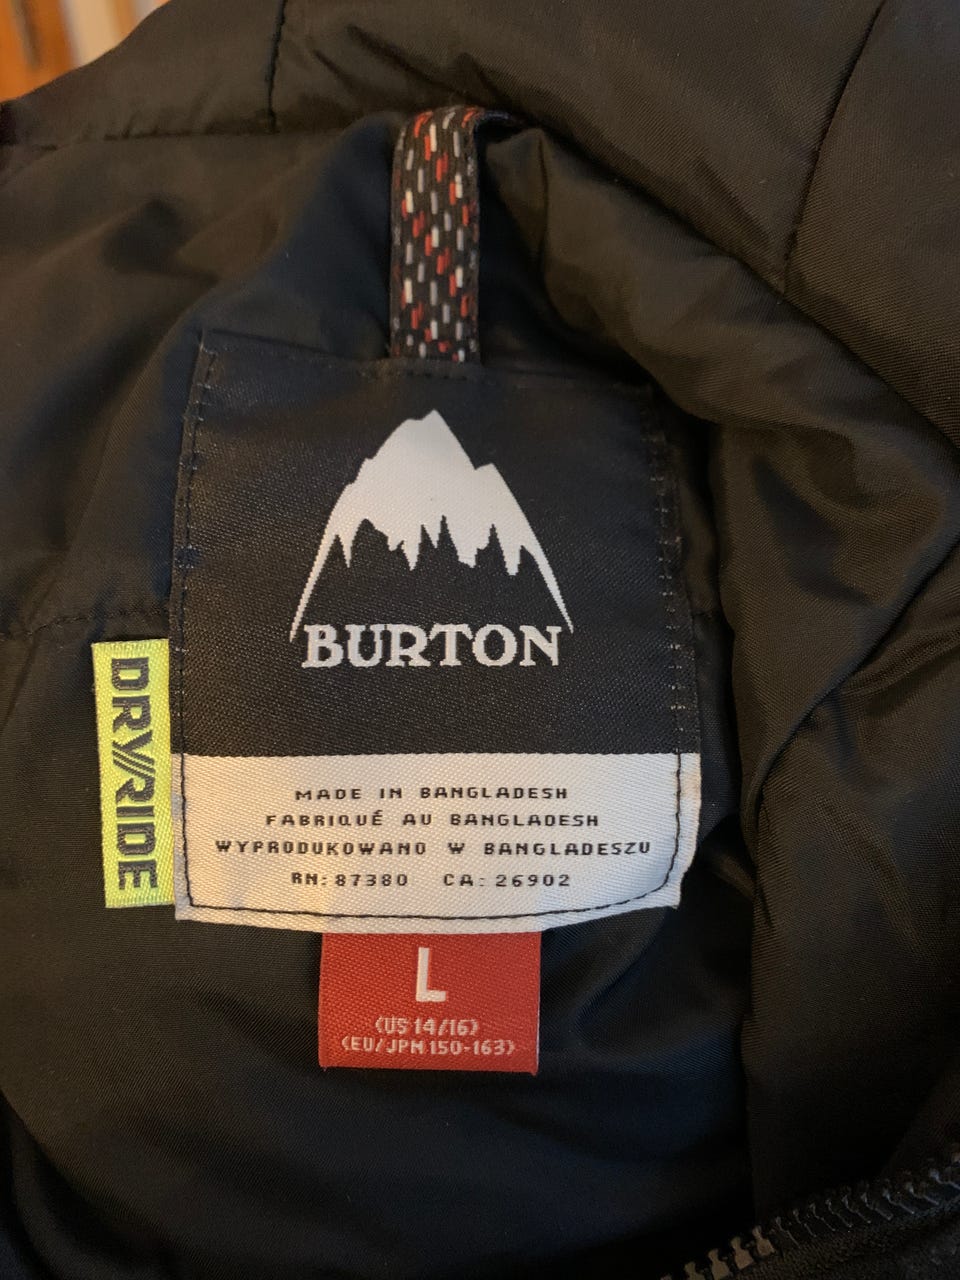 BURTON
DRY//RIDE
MADE IN BANGLADESH
FABRIQUÉ AU BANGLADESH
WYPRODUKOWANO W BANGLADESZU
RN: 87380 CA: 26902
L
(US 14/16)
(EU/JPN 150-163)